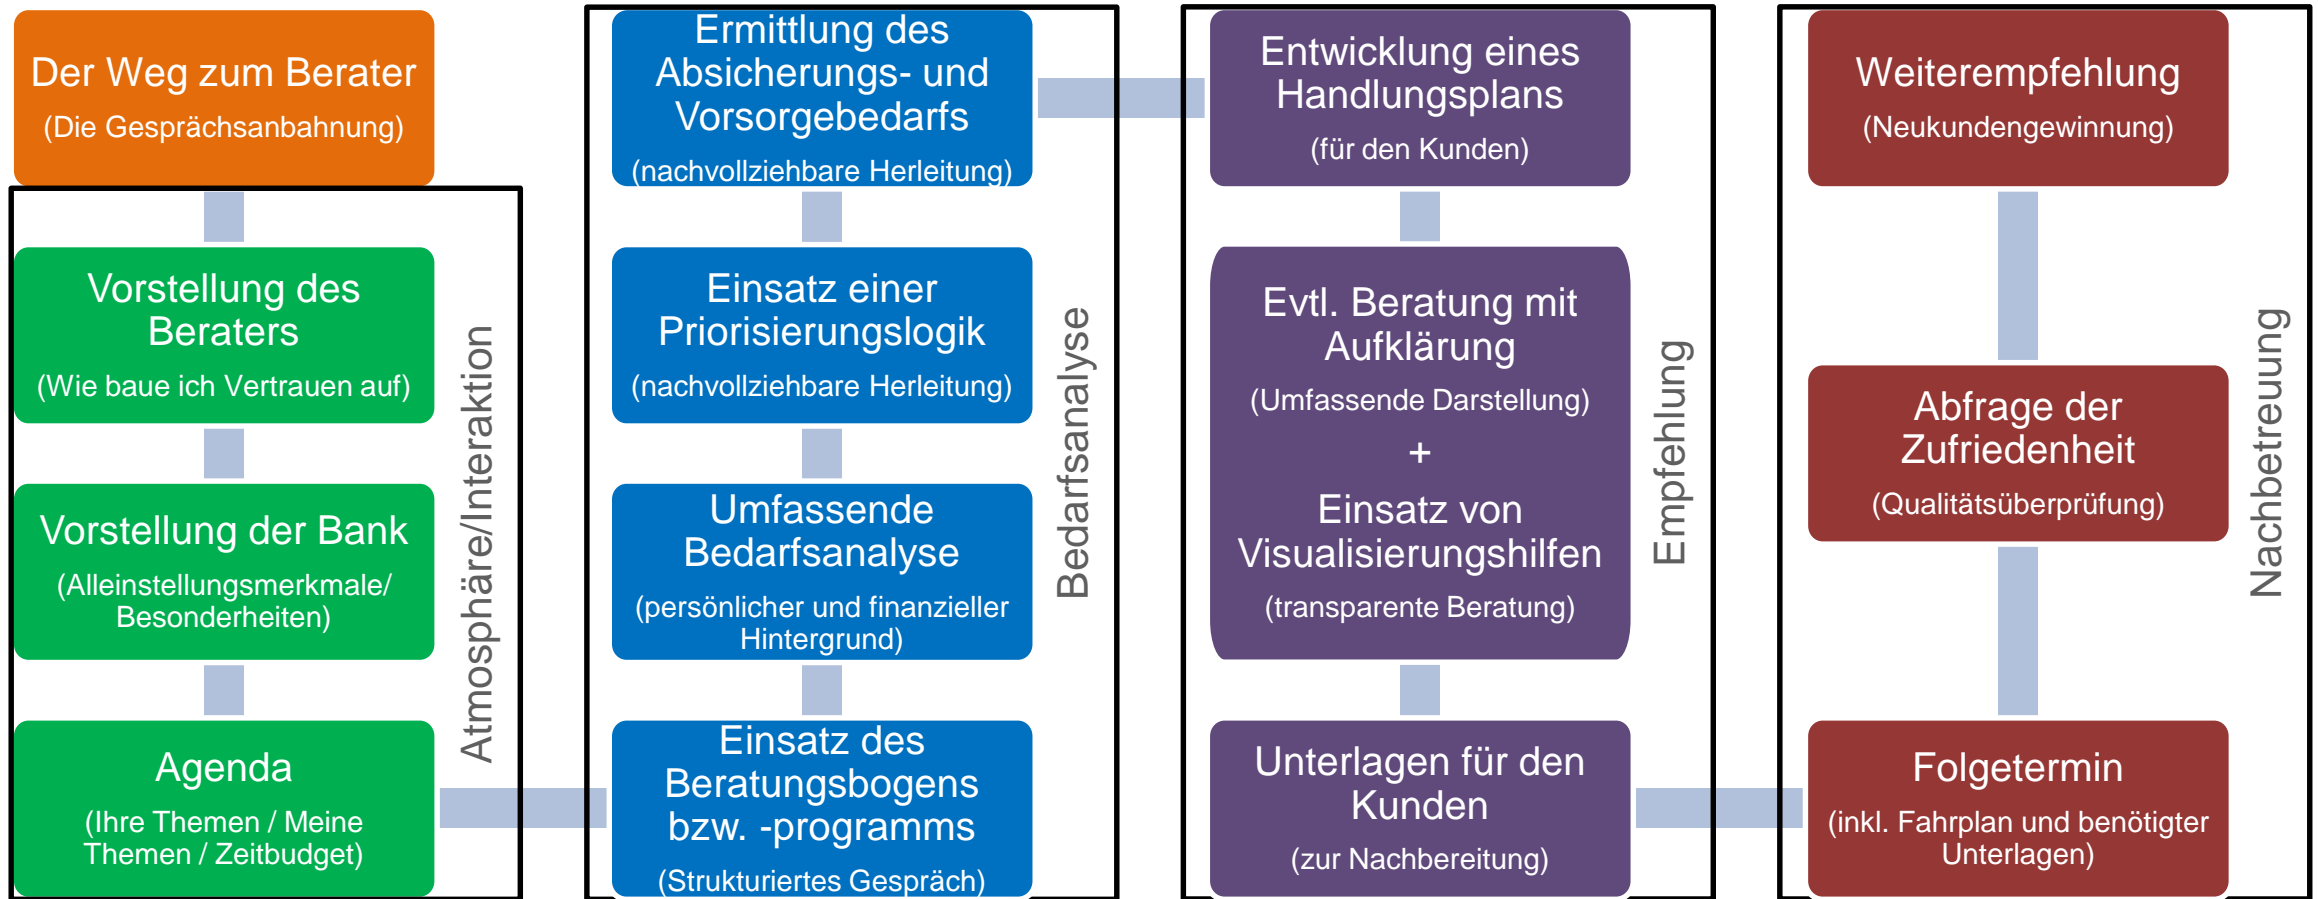 Der Weg zum Berater
(Die Gesprächsanbahnung)
Vorstellung des
Beraters
(Wie baue ich Vertrauen auf)
Vorstellung der Bank
(Alleinstellungsmerkmale/
Besonderheiten)
Agenda
(Ihre Themen / Meine
Themen / Zeitbudget)
Atmosphäre/Interaktion
Ermittlung des
Absicherungs- und
Vorsorgebedarfs
(nachvollziehbare Herleitung)
Einsatz einer
Priorisierungslogik
(nachvollziehbare Herleitung)
Umfassende
Bedarfsanalyse
(persönlicher und finanzieller
Hintergrund)
Einsatz des
Beratungsbogens
bzw. -programms
(Strukturiertes Gespräch)
Bedarfsanalyse
Entwicklung eines
Handlungsplans
(für den Kunden)
Evtl. Beratung mit
Aufklärung
(Umfassende Darstellung)
+
Einsatz von
Visualisierungshilfen
(transparente Beratung)
Unterlagen für den
Kunden
(zur Nachbereitung)
Empfehlung
Weiterempfehlung
(Neukundengewinnung)
Abfrage der
Zufriedenheit
(Qualitätsüberprüfung)
Folgetermin
(inkl. Fahrplan und benötigter
Unterlagen)
Nachbetreuung